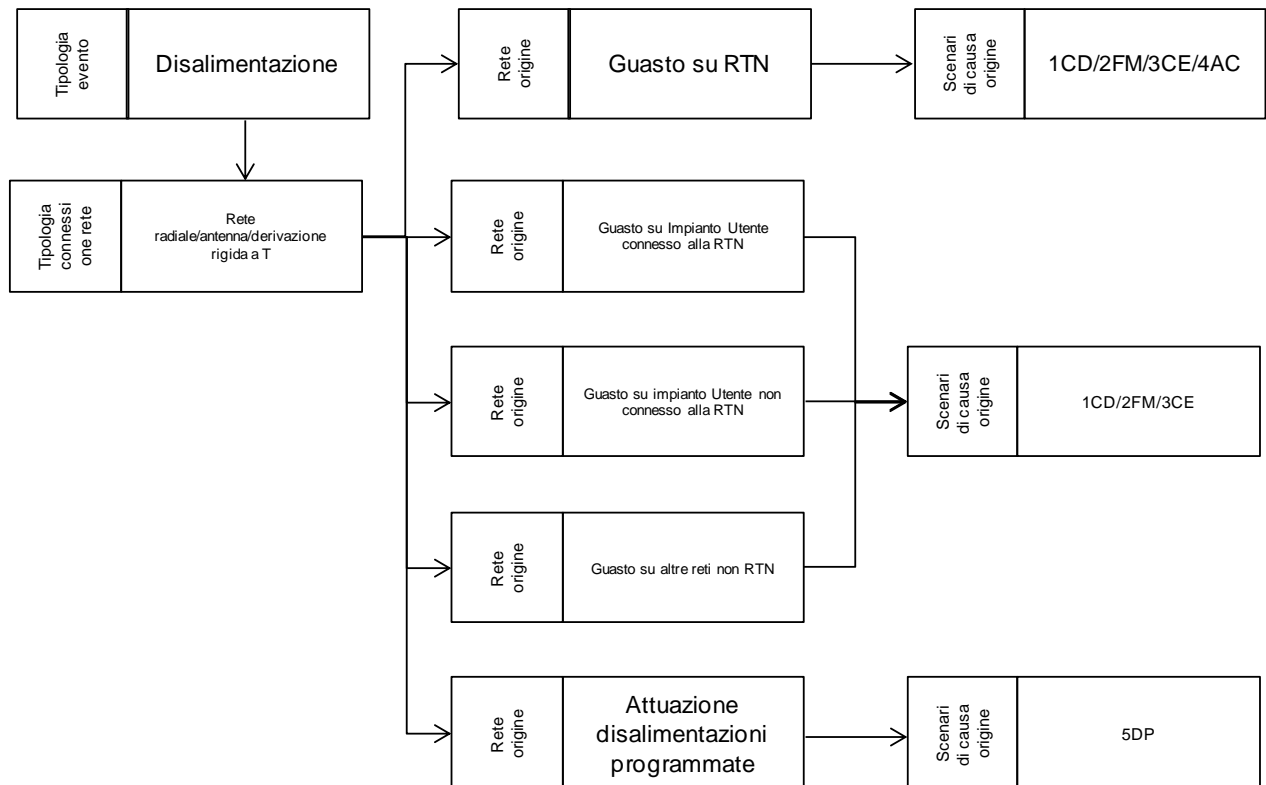 Tipologia
evento
Disalimentazione
Rete
origine
Guasto su RTN
Scenari
di causa
origine
1CD/2FM/3CE/4AC
Tipologia
connessi
one rete
Rete
radiale/antenna/derivazione
rigida a T
Rete
origine
Guasto su Impianto Utente
connesso alla RTN
Rete
origine
Guasto su impianto Utente non
connesso alla RTN
Scenari
di causa
origine
1CD/2FM/3CE
Rete
origine
Guasto su altre reti non RTN
Rete
origine
Attuazione
disalimentazioni
programmate
Scenari
di causa
origine
5DP